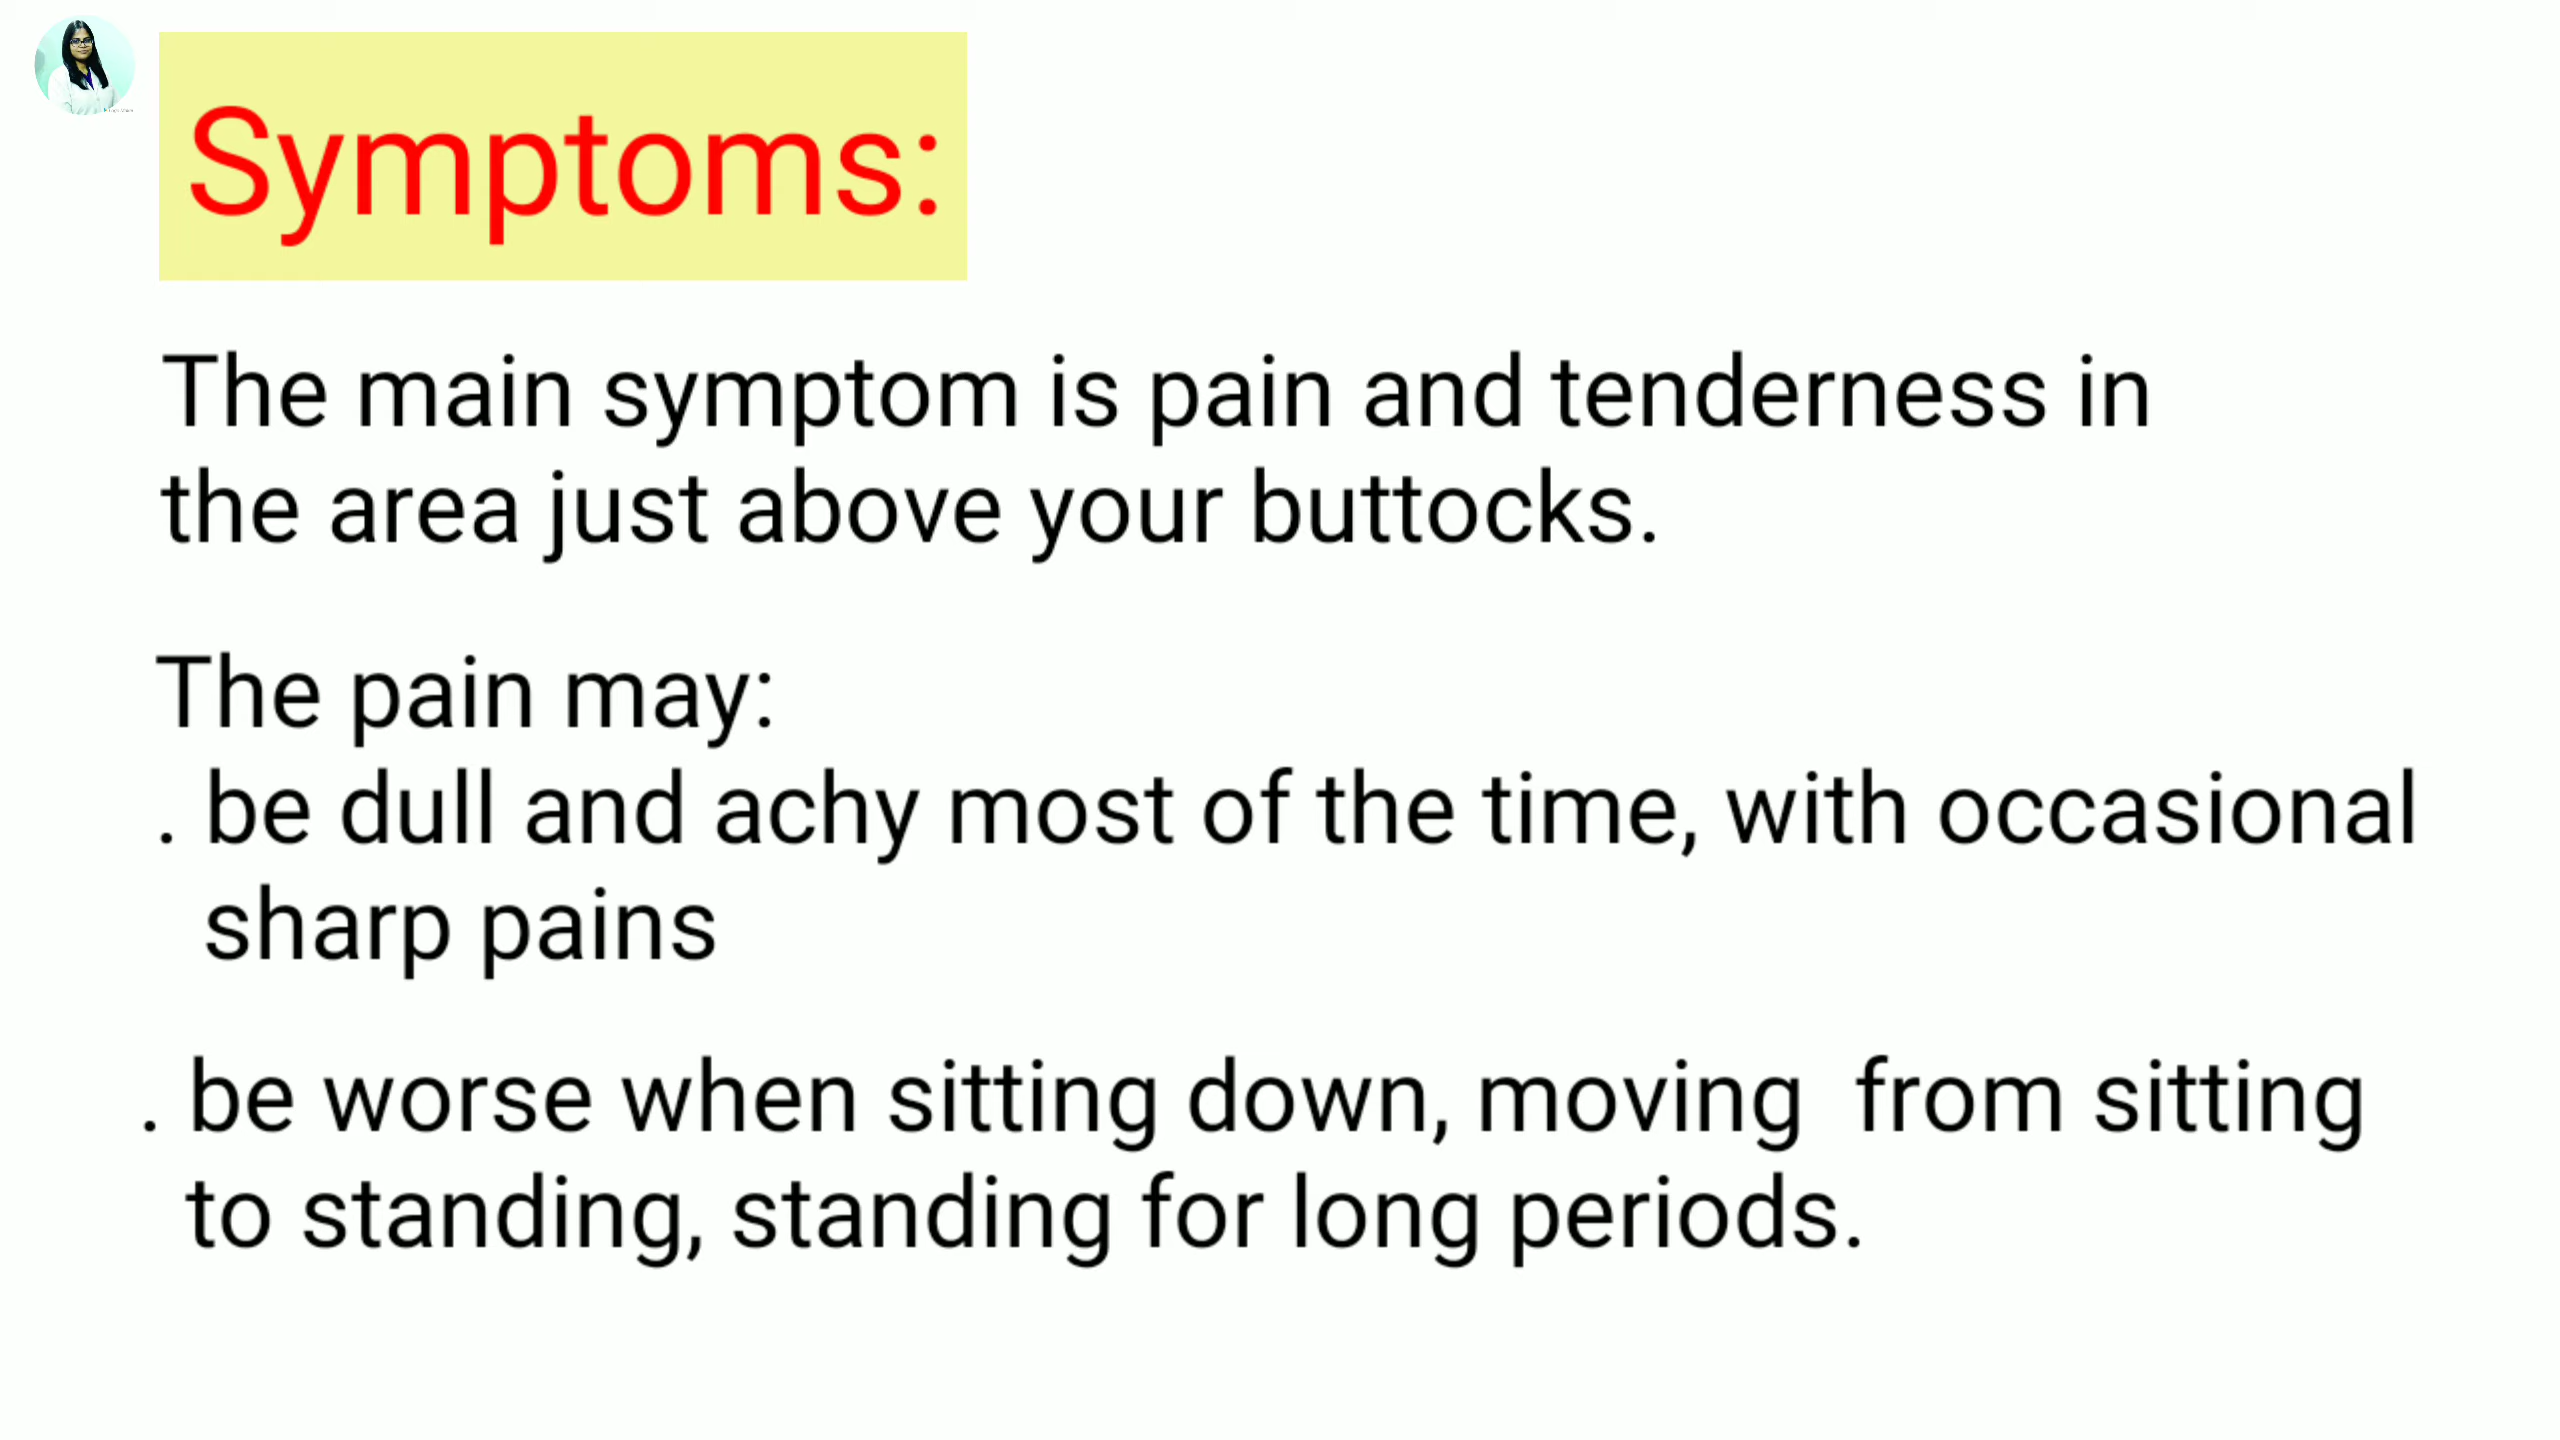 Symptoms:
The main symptom is pain and tenderness in
the area just above your buttocks.
The pain may:
. be dull and achy most of the time, with occasional
sharp pains
. be worse when sitting down, moving  from sitting
to standing, standing for long periods.